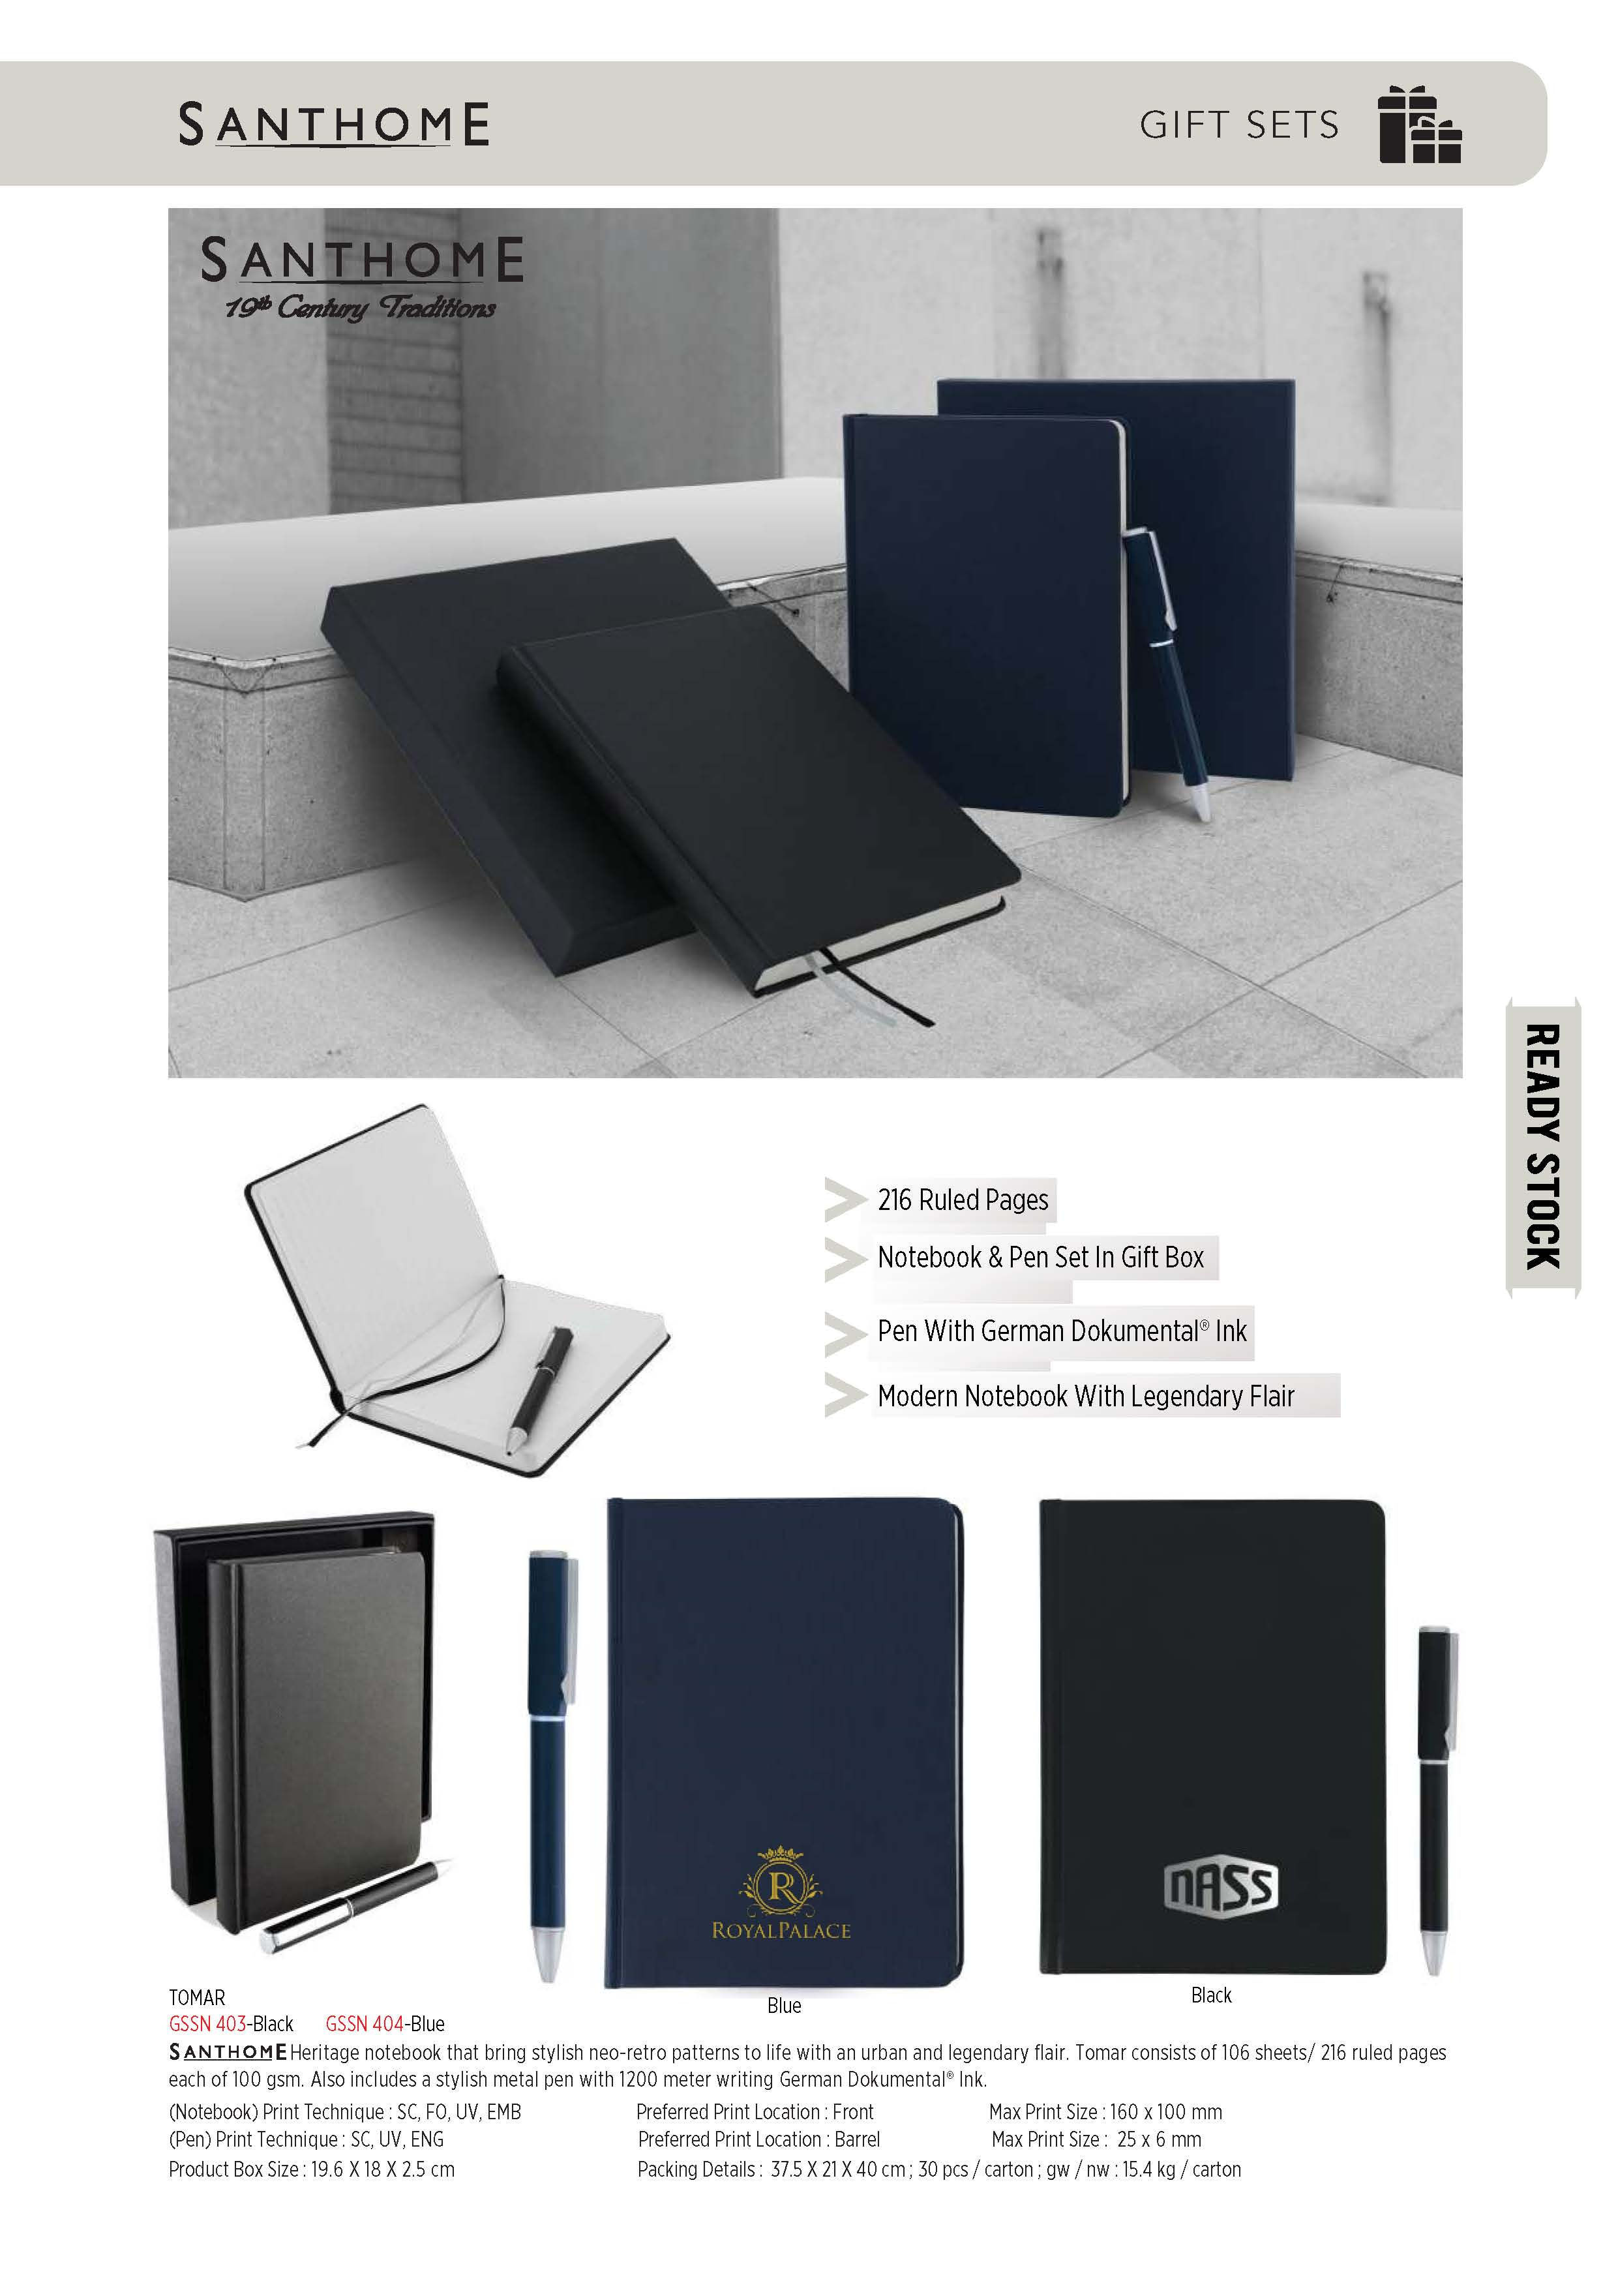 SANTHOME
GIFT SETS
SANTHOME
19th Century Traditions
READY STOCK
216 Ruled Pages
Notebook & Pen Set In Gift Box
Pen With German Dokumental® Ink
Modern Notebook With Legendary Flair
R
ROYALPALACE
NASS
Blue
Black
TOMAR
GSSN 403-Black GSSN 404-Blue
SANTHOME Heritage notebook that bring stylish neo-retro patterns to life with an urban and legendary flair. Tomar consists of 106 sheets/ 216 ruled pages
each of 100 gsm. Also includes a stylish metal pen with 1200 meter writing German Dokumental® Ink.
(Notebook) Print Technique : SC, FO, UV, EMB Preferred Print Location : Front Max Print Size : 160 x 100 mm
(Pen) Print Technique : SC, UV, ENG Preferred Print Location : Barrel Max Print Size : 25 x 6 mm
Product Box Size : 19.6 X 18 X 2.5 cm Packing Details : 37.5 X 21 X 40 cm ; 30 pcs / carton ; gw / nw : 15.4 kg / carton